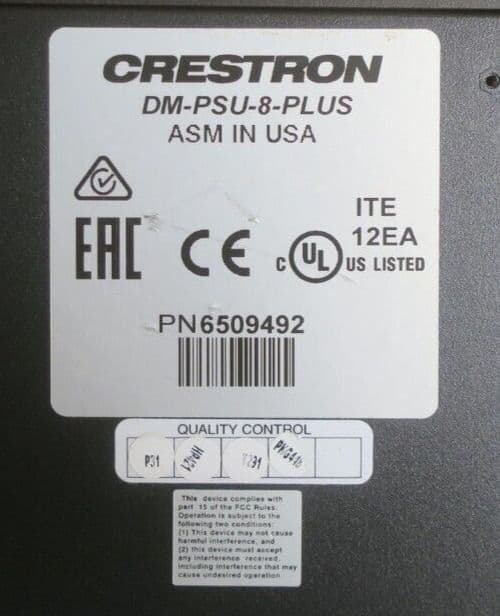 CRESTRON
DM-PSU-8-PLUS
ASM IN USA
ITE
12EA
EAC CE C UL US LISTED
PN6509492
QUALITY CONTROL
P31
This device complies with
part 15 of the FCC Rules.
Operation is subject to the
following two conditions:
(1) This device may not cause
harmful interference, and
(2) this device must accept
any interference received,
including interference that may
cause undesired operation